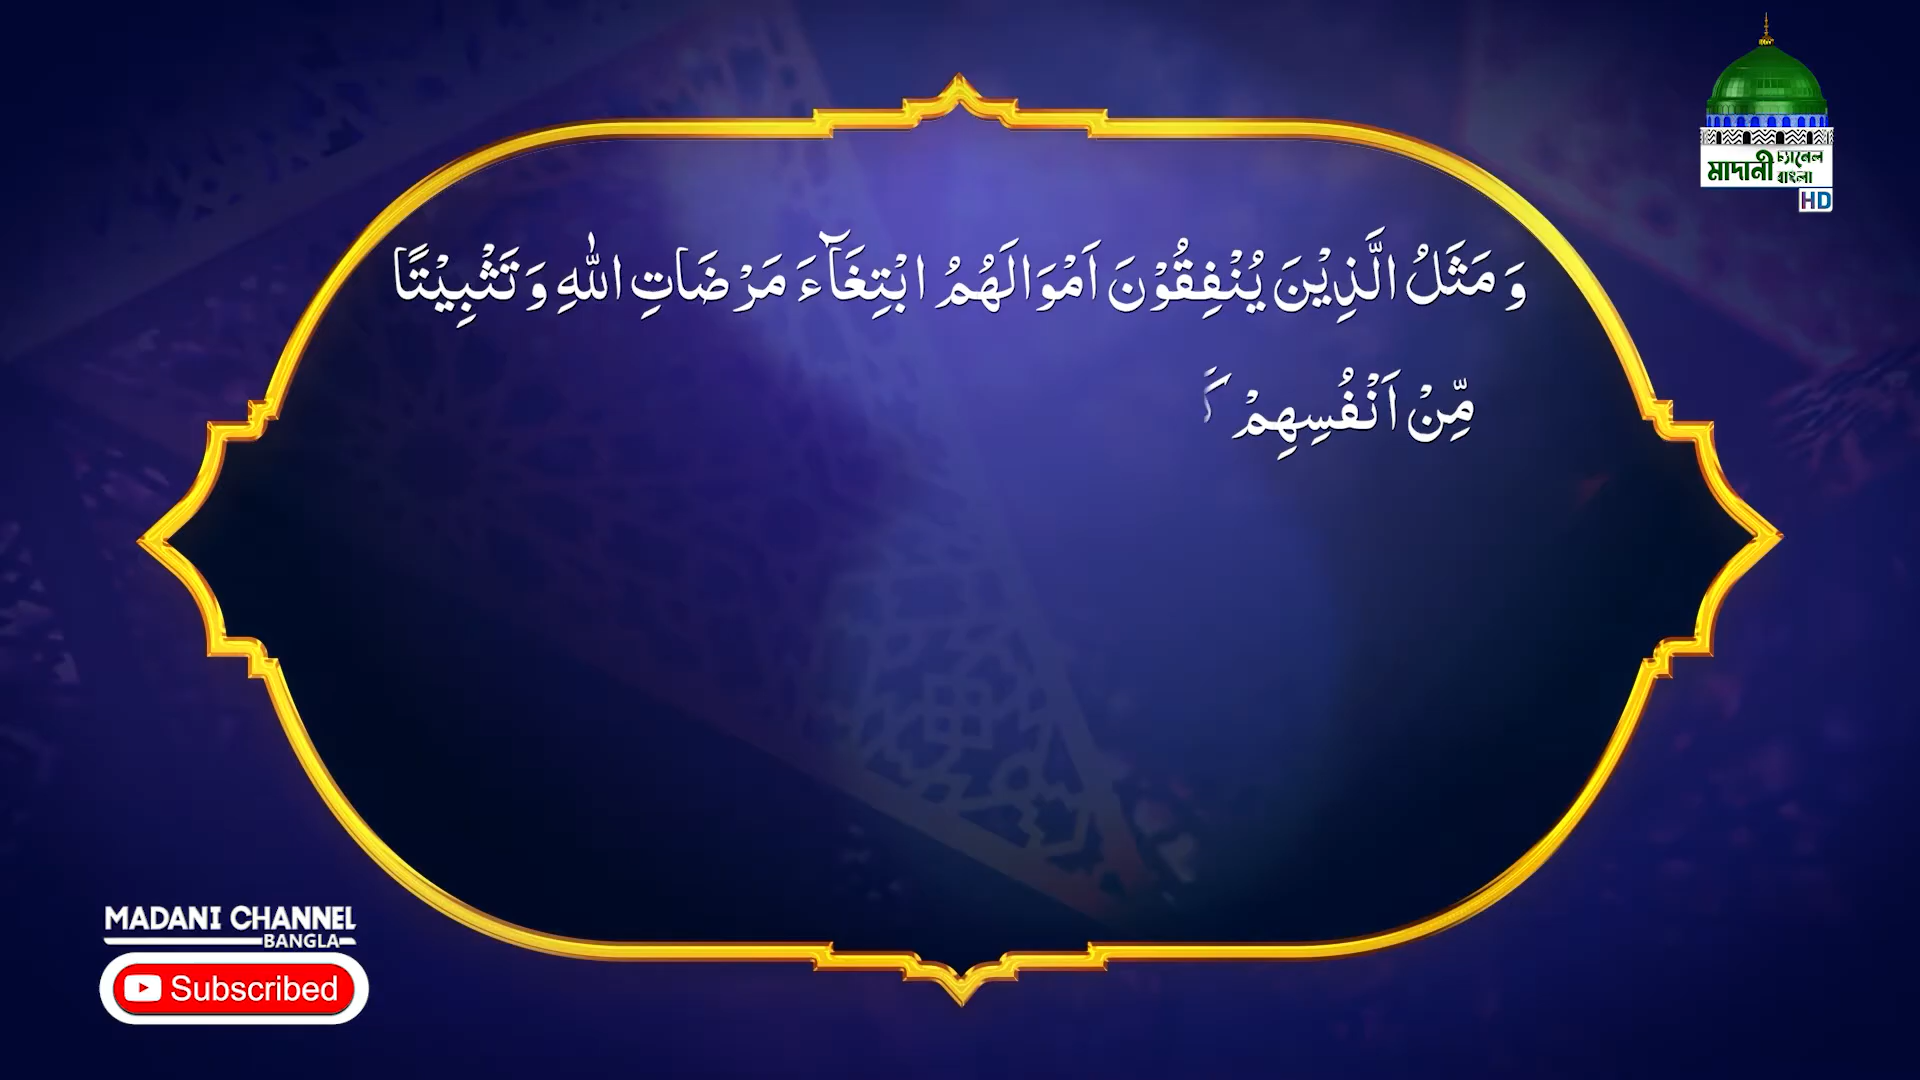 وَ مَثَلُ الَّذِیْنَ یُنْفِقُوْنَ اَمْوَالَهُمُ ابْتِغَآءَ مَرْضَاتِ اللّٰهِ وَ تَثْبِیْتًا
مِّنْ اَنْفُسِهِمْ
মাদানী চ্যানেল বাংলা
HD
MADANI CHANNEL
BANGLA
Subscribed